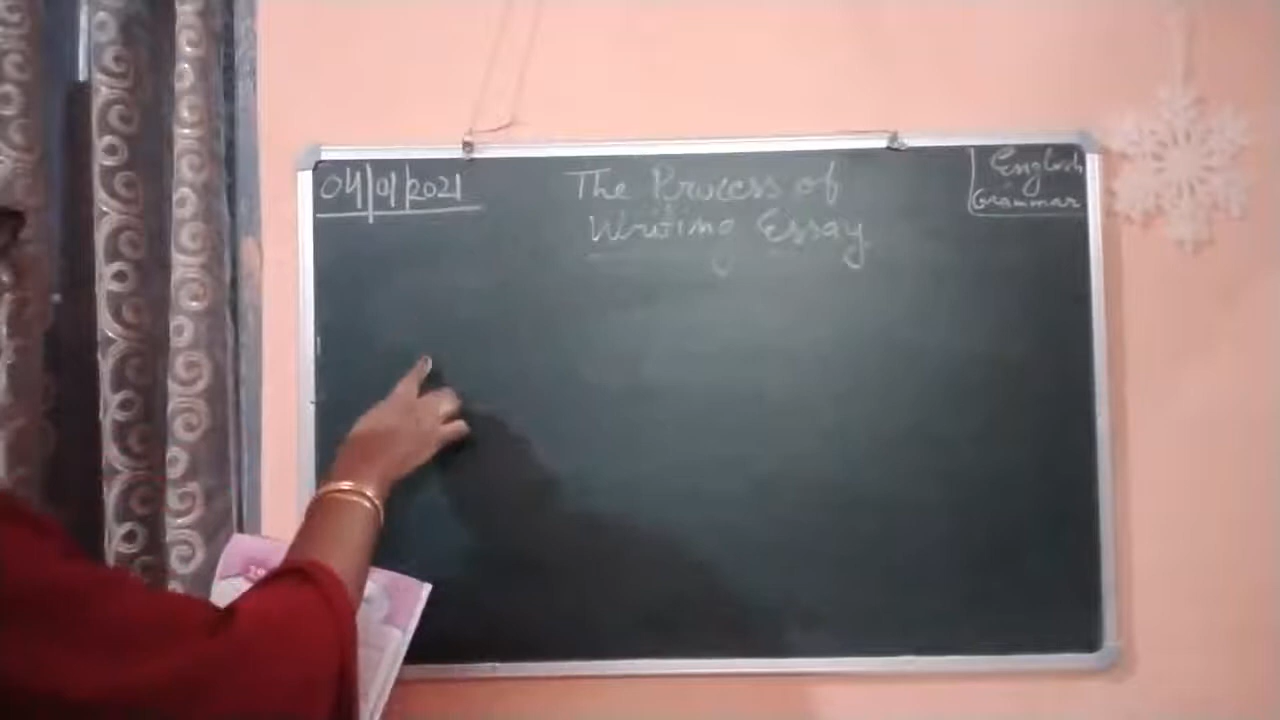 04/01/2021
The Process of
Writing Essay
English
Grammar